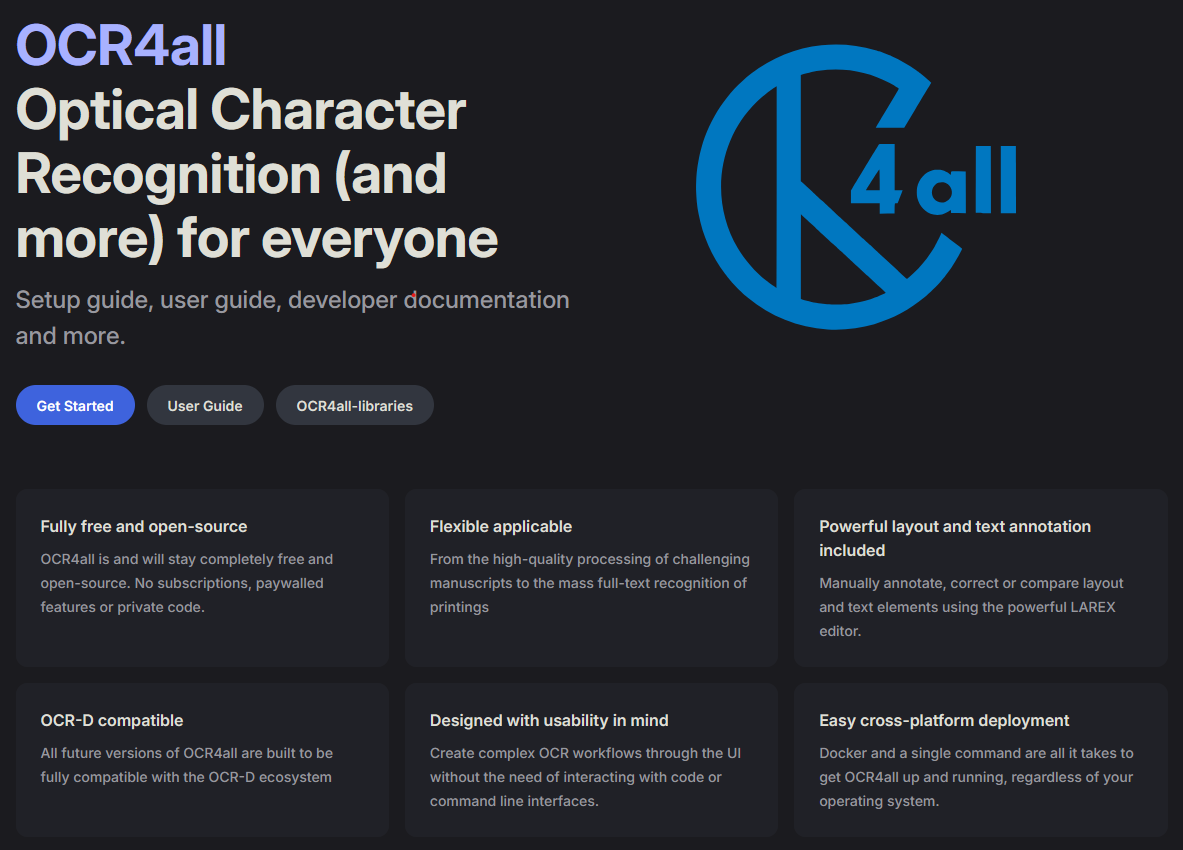 OCR4all
Optical Character
Recognition (and
more) for everyone
Setup guide, user guide, developer documentation
and more.
4all
Get Started
User Guide
OCR4all-libraries
Fully free and open-source
OCR4all is and will stay completely free and
open-source. No subscriptions, paywalled
features or private code.
Flexible applicable
From the high-quality processing of challenging
manuscripts to the mass full-text recognition of
printings
Powerful layout and text annotation
included
Manually annotate, correct or compare layout
and text elements using the powerful LAREX
editor.
OCR-D compatible
All future versions of OCR4all are built to be
fully compatible with the OCR-D ecosystem
Designed with usability in mind
Create complex OCR workflows through the UI
without the need of interacting with code or
command line interfaces.
Easy cross-platform deployment
Docker and a single command are all it takes to
get OCR4all up and running, regardless of your
operating system.